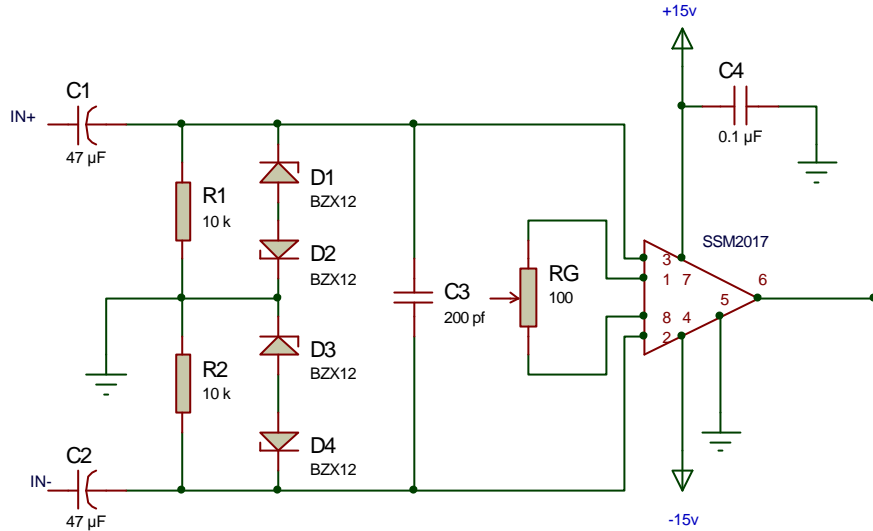 +15v
C1
C4
IN+
47 µF
0.1 µF
D1
BZX12
R1
10 k
SSM2017
D2
BZX12
3
1
7
6
RG
100
C3
200 pf
5
8
4
2
D3
BZX12
R2
10 k
D4
BZX12
C2
IN-
47 µF
-15v